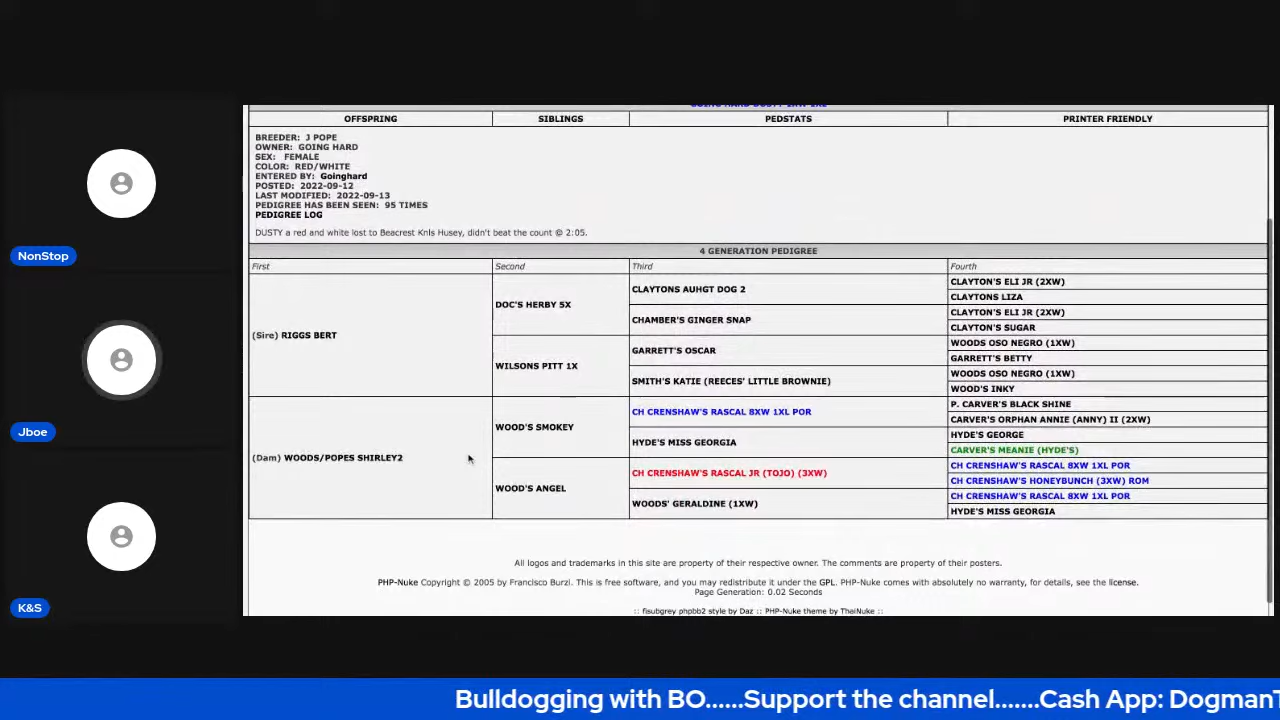 NonStop
Jboe
K&S
OFFSPRING SIBLINGS PEDSTATS PRINTER FRIENDLY
BREEDER: J POPE
OWNER: GOING HARD
SEX: FEMALE
COLOR: RED/WHITE
ENTERED BY: Goinghard
POSTED: 2022-09-12
LAST MODIFIED: 2022-09-13
PEDIGREE HAS BEEN SEEN: 95 TIMES
PEDIGREE LOG
DUSTY a red and white lost to Beacrest Knls Husey, didn't beat the count @ 2:05.
4 GENERATION PEDIGREE
First Second Third Fourth
(Sire) RIGGS BERT
DOC'S HERBY 5X
CLAYTONS AUHGT DOG 2
CLAYTON'S ELI JR (2XW)
CLAYTONS LIZA
CHAMBER'S GINGER SNAP
CLAYTON'S ELI JR (2XW)
CLAYTON'S SUGAR
WILSONS PITT 1X
GARRETT'S OSCAR
WOODS OSO NEGRO (1XW)
GARRETT'S BETTY
SMITH'S KATIE (REECES' LITTLE BROWNIE)
WOODS OSO NEGRO (1XW)
WOOD'S INKY
(Dam) WOODS/POPES SHIRLEY2
WOOD'S SMOKEY
CH CRENSHAW'S RASCAL 8XW 1XL POR
P. CARVER'S BLACK SHINE
CARVER'S ORPHAN ANNIE (ANNY) II (2XW)
HYDE'S MISS GEORGIA
HYDE'S GEORGE
CARVER'S MEANIE (HYDE'S)
WOOD'S ANGEL
CH CRENSHAW'S RASCAL JR (TOJO) (3XW)
CH CRENSHAW'S RASCAL 8XW 1XL POR
CH CRENSHAW'S HONEYBUNCH (3XW) ROM
WOODS' GERALDINE (1XW)
CH CRENSHAW'S RASCAL 8XW 1XL POR
HYDE'S MISS GEORGIA
All logos and trademarks in this site are property of their respective owner. The comments are property of their posters.
PHP-Nuke Copyright © 2005 by Francisco Burzi. This is free software, and you may redistribute it under the GPL. PHP-Nuke comes with absolutely no warranty, for details, see the license.
Page Generation: 0.02 Seconds
:: fisubgrey phpbb2 style by Daz :: PHP-Nuke theme by ThaiNuke ::
Bulldogging with BO......Support the channel.......Cash App: Dogman